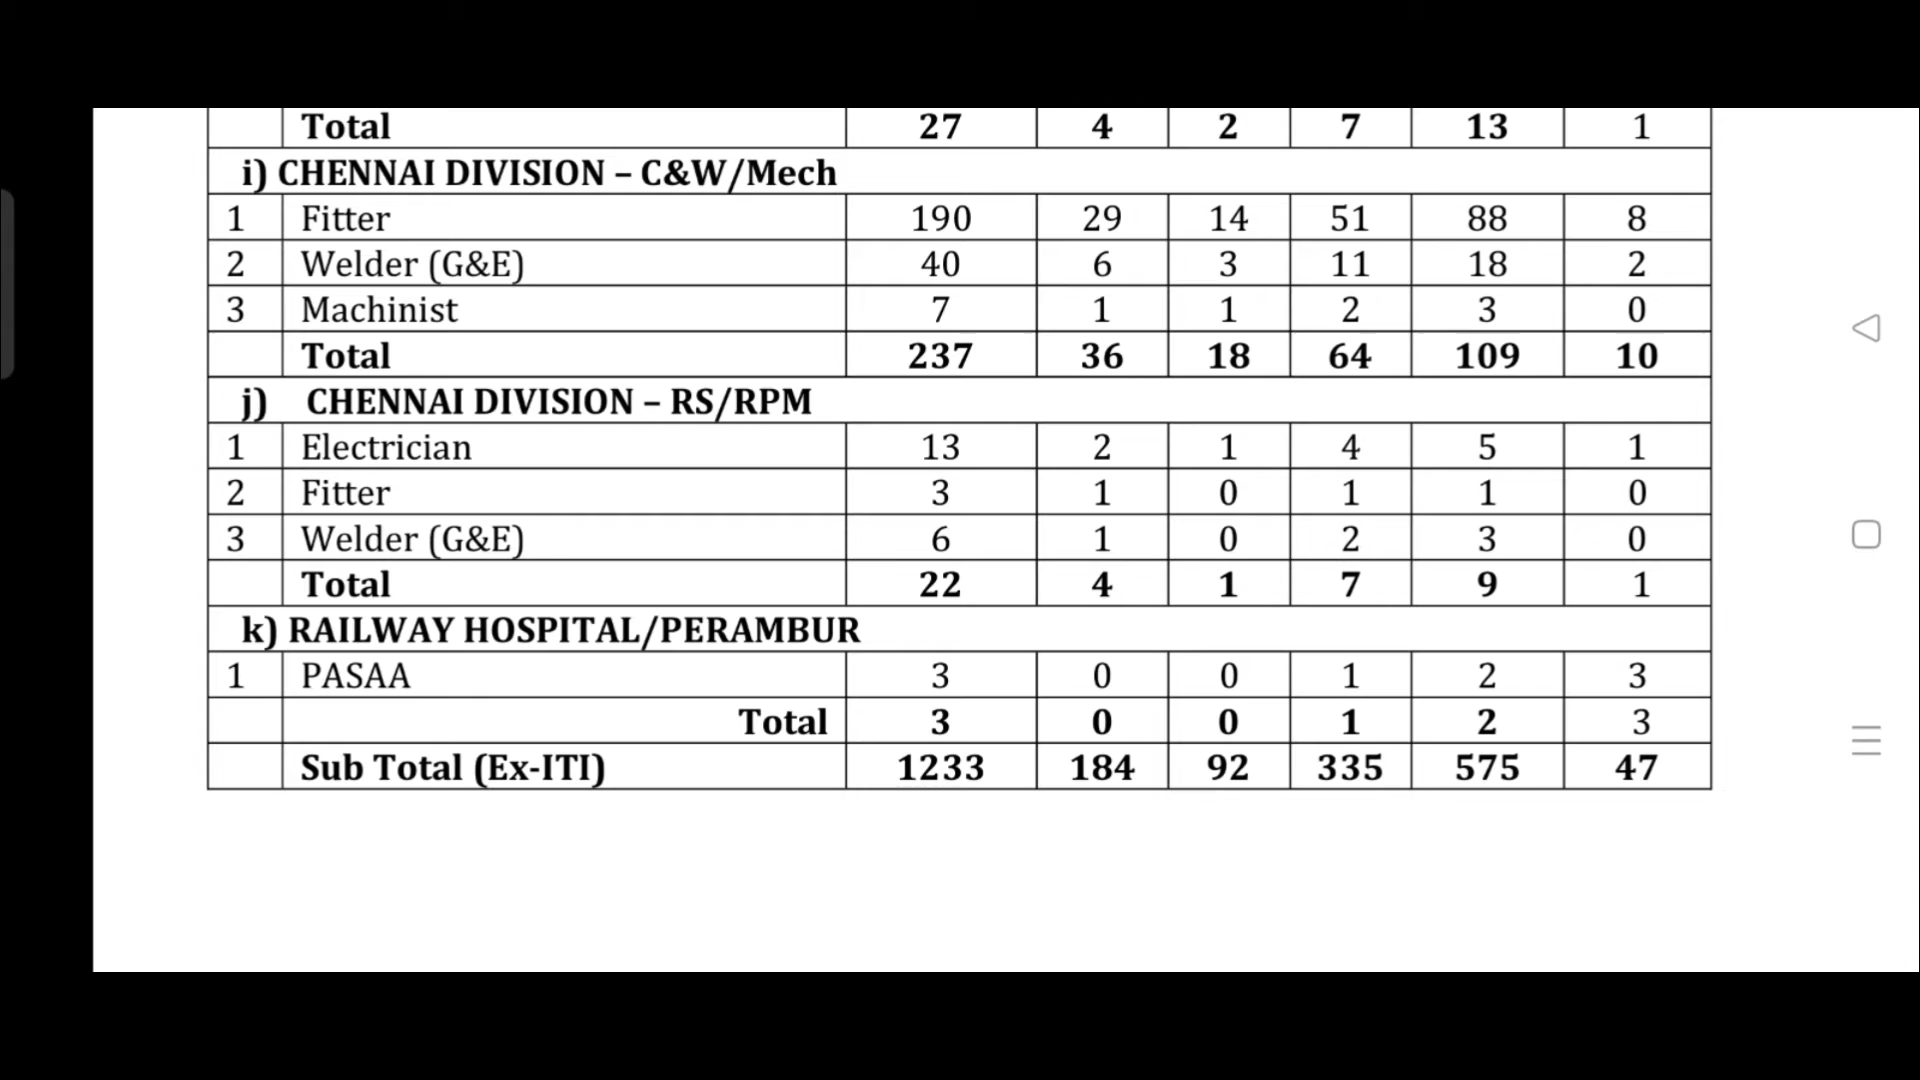 Total 27 4 2 7 13 1
i) CHENNAI DIVISION – C&W/Mech
1 Fitter 190 29 14 51 88 8
2 Welder (G&E) 40 6 3 11 18 2
3 Machinist 7 1 1 2 3 0
Total 237 36 18 64 109 10
j) CHENNAI DIVISION – RS/RPM
1 Electrician 13 2 1 4 5 1
2 Fitter 3 1 0 1 1 0
3 Welder (G&E) 6 1 0 2 3 0
Total 22 4 1 7 9 1
k) RAILWAY HOSPITAL/PERAMBUR
1 PASAA 3 0 0 1 2 3
Total 3 0 0 1 2 3
Sub Total (Ex-ITI) 1233 184 92 335 575 47